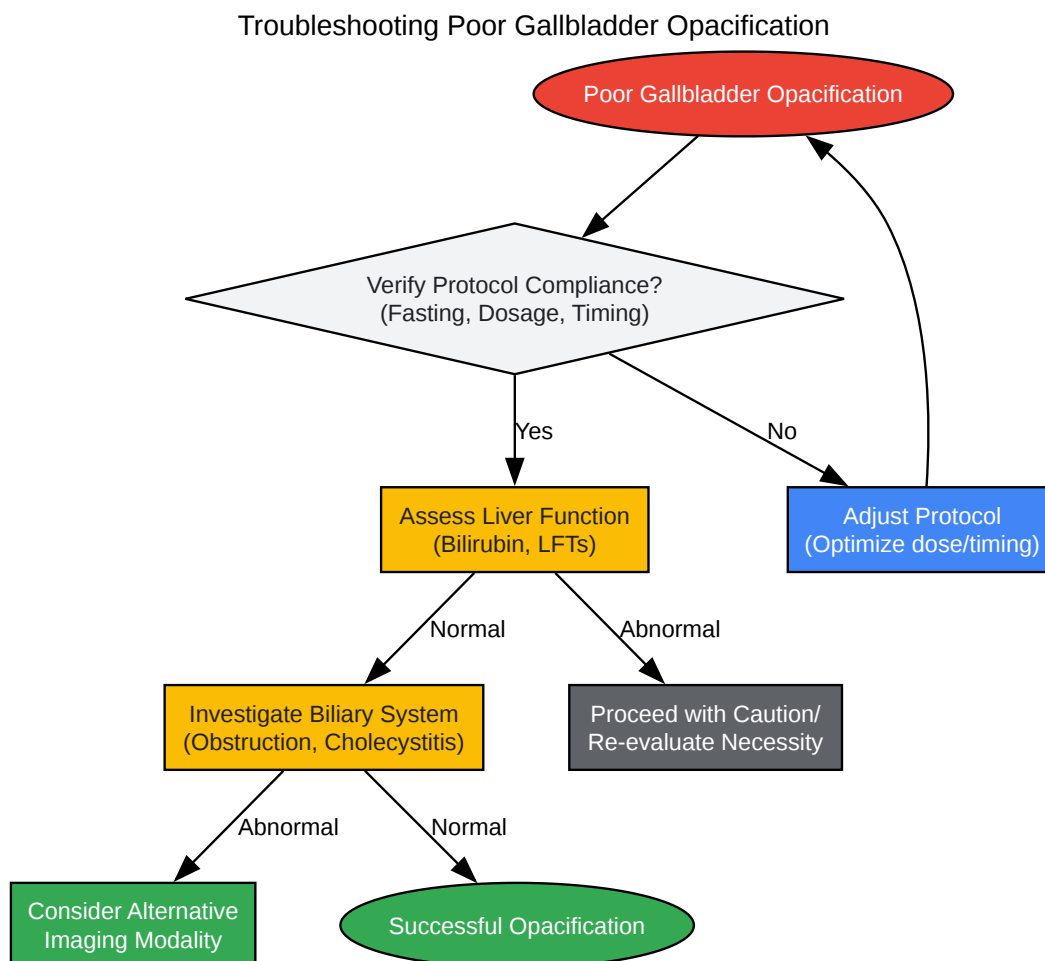 Troubleshooting Poor Gallbladder Opacification
Poor Gallbladder Opacification
Verify Protocol Compliance?
(Fasting, Dosage, Timing)
Yes
No
Assess Liver Function
(Bilirubin, LFTs)
Adjust Protocol
(Optimize dose/timing)
Normal
Abnormal
Investigate Biliary System
(Obstruction, Cholecystitis)
Proceed with Caution/
Re-evaluate Necessity
Abnormal
Normal
Consider Alternative
Imaging Modality
Successful Opacification